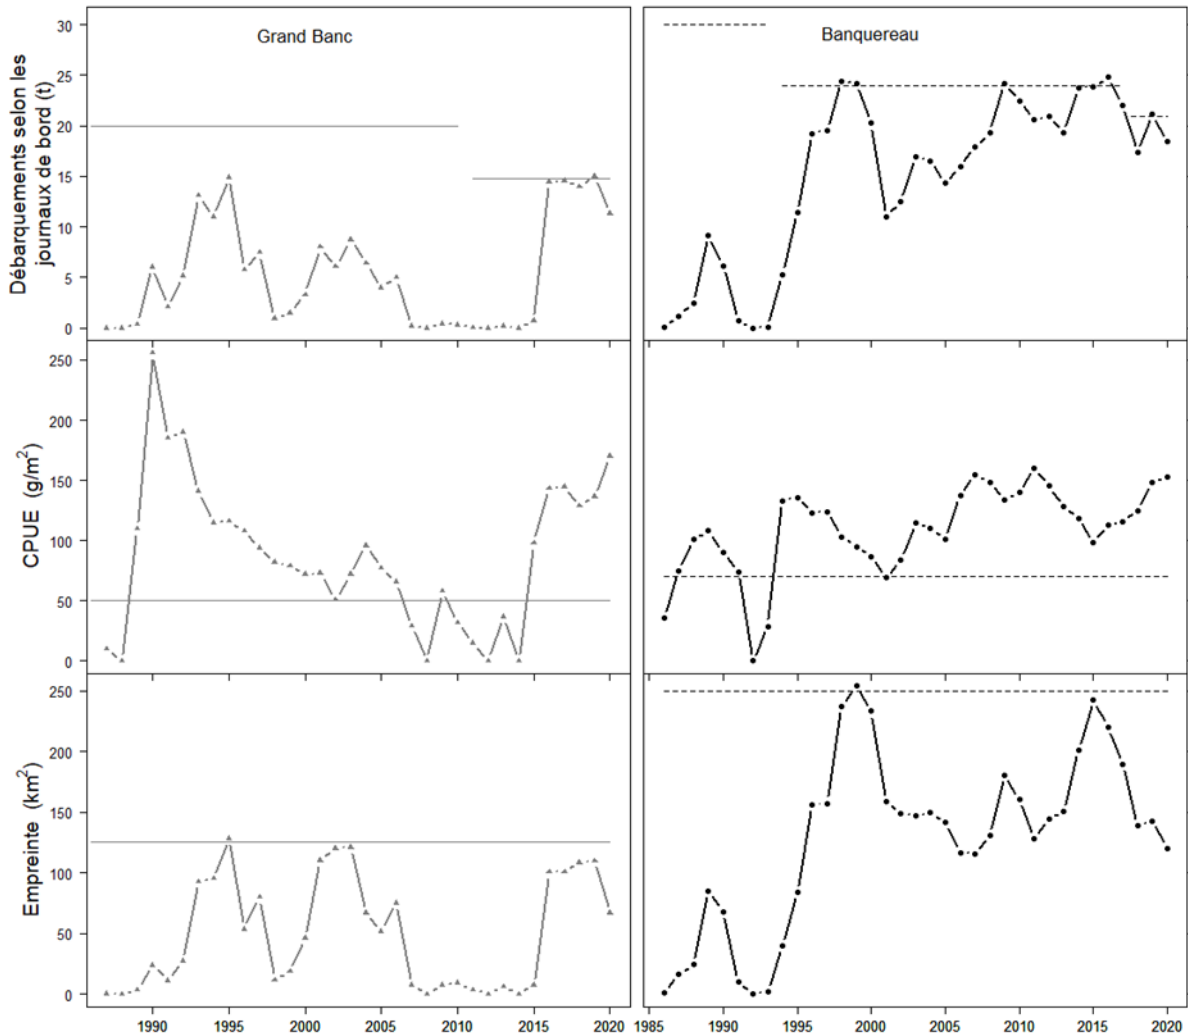 Grand Banc
Banquereau
Débarquements selon les
journaux de bord (t)
30
25
20
15
10
5
0
CPUE (g/m²)
250
200
150
100
50
0
Empreinte (km²)
250
200
150
100
50
0
1990 1995 2000 2005 2010 2015 2020
1985 1990 1995 2000 2005 2010 2015 2020